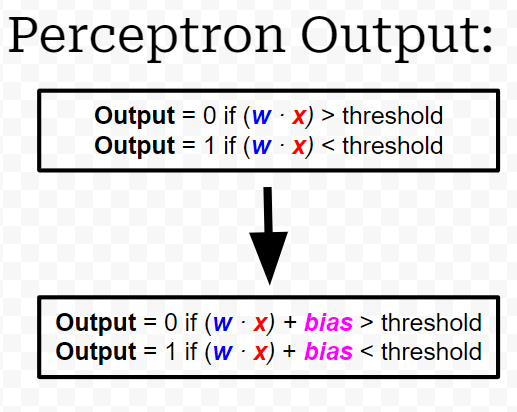 Perceptron Output:
Output = 0 if (w · x) > threshold
Output = 1 if (w · x) < threshold
Output = 0 if (w · x) + bias > threshold
Output = 1 if (w · x) + bias < threshold